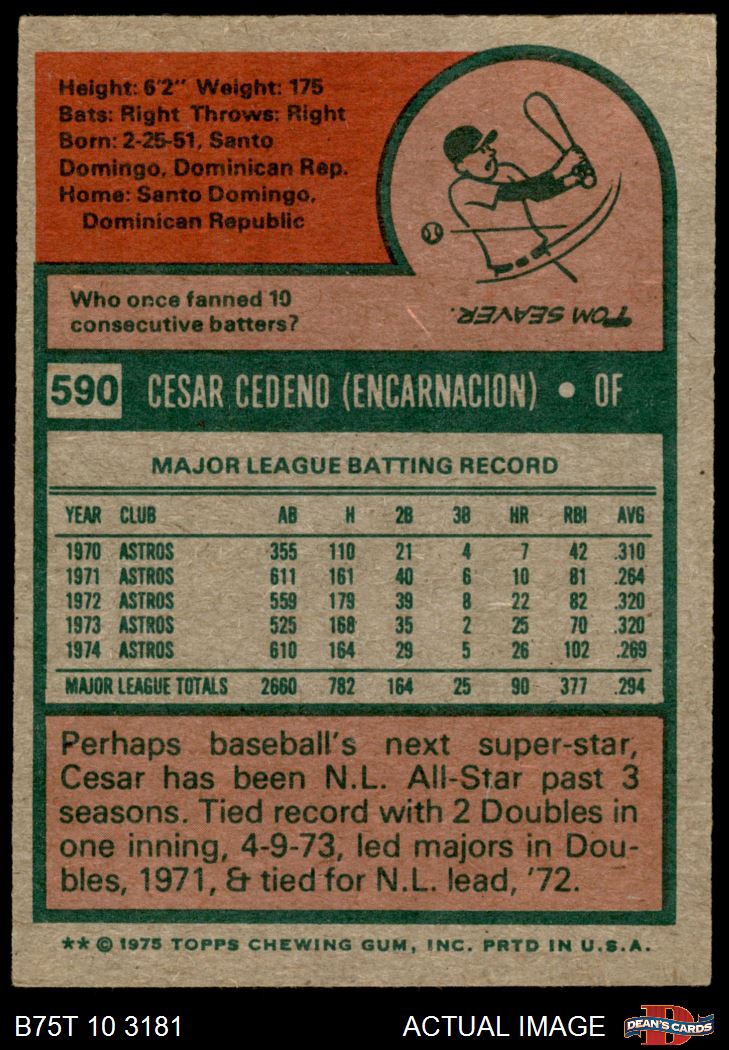 Height: 6'2" Weight: 175
Bats: Right Throws: Right
Born: 2-25-51, Santo
Domingo, Dominican Rep.
Home: Santo Domingo,
Dominican Republic
Who once fanned 10
consecutive batters?
TOM SEAVER.
590 CESAR CEDENO (ENCARNACION) • OF
MAJOR LEAGUE BATTING RECORD
YEAR CLUB AB H 2B 3B HR RBI AVG
1970 ASTROS 355 110 21 4 7 42 .310
1971 ASTROS 611 161 40 6 10 81 .264
1972 ASTROS 559 179 39 8 22 82 .320
1973 ASTROS 525 168 35 2 25 70 .320
1974 ASTROS 610 164 29 5 26 102 .269
MAJOR LEAGUE TOTALS 2660 782 164 25 90 377 .294
Perhaps baseball's next super-star,
Cesar has been N.L. All-Star past 3
seasons. Tied record with 2 Doubles in
one inning, 4-9-73, led majors in Dou-
bles, 1971, & tied for N.L. lead, '72.
** © 1975 TOPPS CHEWING GUM, INC. PRTD IN U.S.A.
B75T 10 3181 ACTUAL IMAGE DEAN'S CARDS